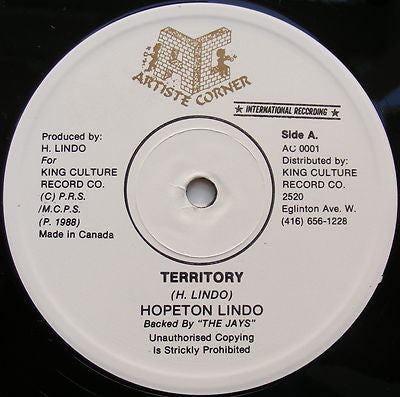 AC
ARTISTE CORNER
★ INTERNATIONAL RECORDING ★
Produced by:
H. LINDO
For
KING CULTURE
RECORD CO.
(C) P.R.S.
/M.C.P.S.
(P. 1988)
Made in Canada
Side A.
AC 0001
Distributed by:
KING CULTURE
RECORD CO.
2520
Eglinton Ave. W.
(416) 656-1228
TERRITORY
(H. LINDO)
HOPETON LINDO
Backed By "THE JAYS"
Unauthorised Copying
Is Strictly Prohibited